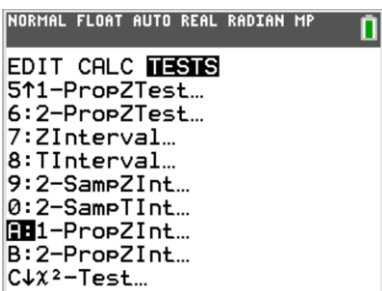 NORMAL FLOAT AUTO REAL RADIAN MP
EDIT CALC TESTS
5↑1-PropZTest…
6:2-PropZTest…
7:ZInterval…
8:TInterval…
9:2-SampZInt…
0:2-SampTInt…
A:1-PropZInt…
B:2-PropZInt…
C↓χ²-Test…